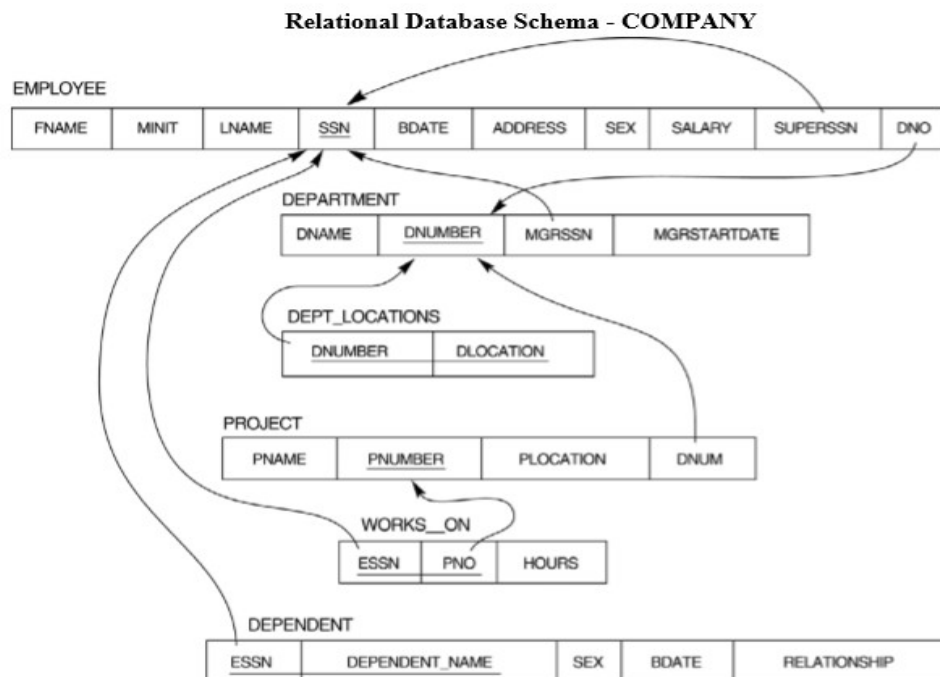 Relational Database Schema - COMPANY
EMPLOYEE
FNAME MINIT LNAME SSN BDATE ADDRESS SEX SALARY SUPERSSN DNO
DEPARTMENT
DNAME DNUMBER MGRSSN MGRSTARTDATE
DEPT_LOCATIONS
DNUMBER DLOCATION
PROJECT
PNAME PNUMBER PLOCATION DNUM
WORKS__ON
ESSN PNO HOURS
DEPENDENT
ESSN DEPENDENT_NAME SEX BDATE RELATIONSHIP